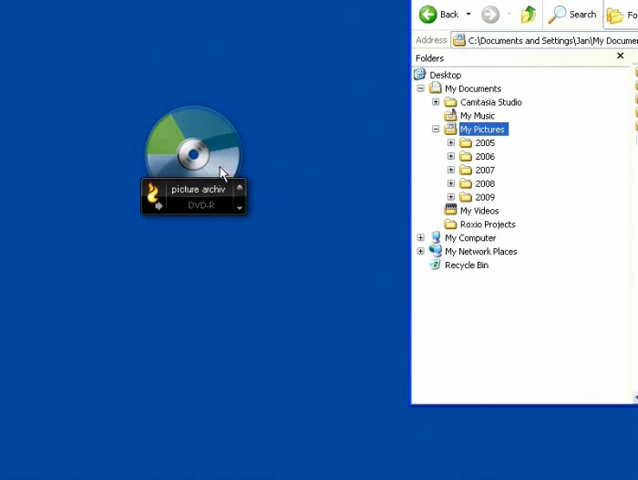 picture archiv
DVD-R
Back
Search
Fo
Address
C:\Documents and Settings\Jan\My Docume
Folders
Desktop
My Documents
Camtasia Studio
My Music
My Pictures
2005
2006
2007
2008
2009
My Videos
Roxio Projects
My Computer
My Network Places
Recycle Bin